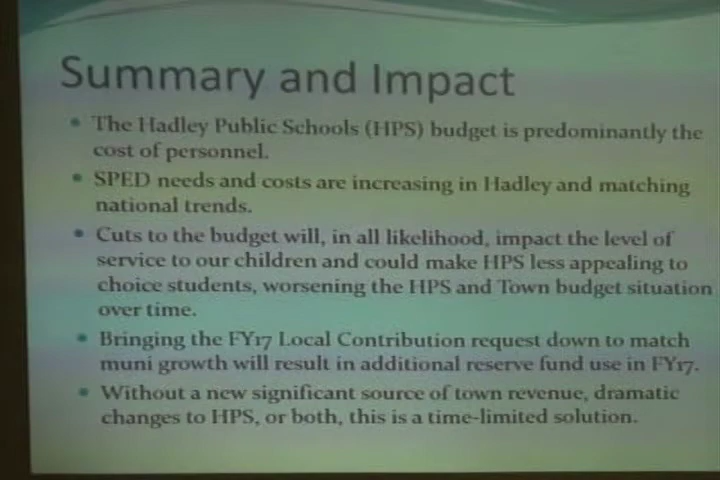 Summary and Impact
• The Hadley Public Schools (HPS) budget is predominantly the
cost of personnel.
• SPED needs and costs are increasing in Hadley and matching
national trends.
• Cuts to the budget will, in all likelihood, impact the level of
service to our children and could make HPS less appealing to
choice students, worsening the HPS and Town budget situation
over time.
• Bringing the FY17 Local Contribution request down to match
muni growth will result in additional reserve fund use in FY17.
• Without a new significant source of town revenue, dramatic
changes to HPS, or both, this is a time-limited solution.